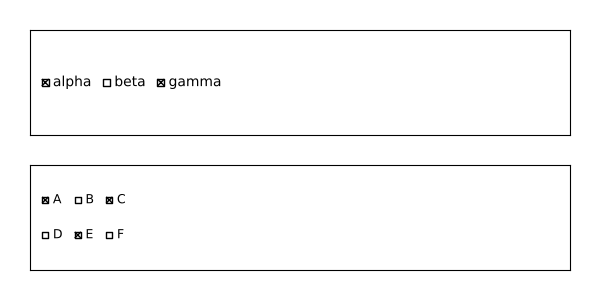 ☒ alpha ☐ beta ☒ gamma
☒ A ☐ B ☒ C
☐ D ☒ E ☐ F